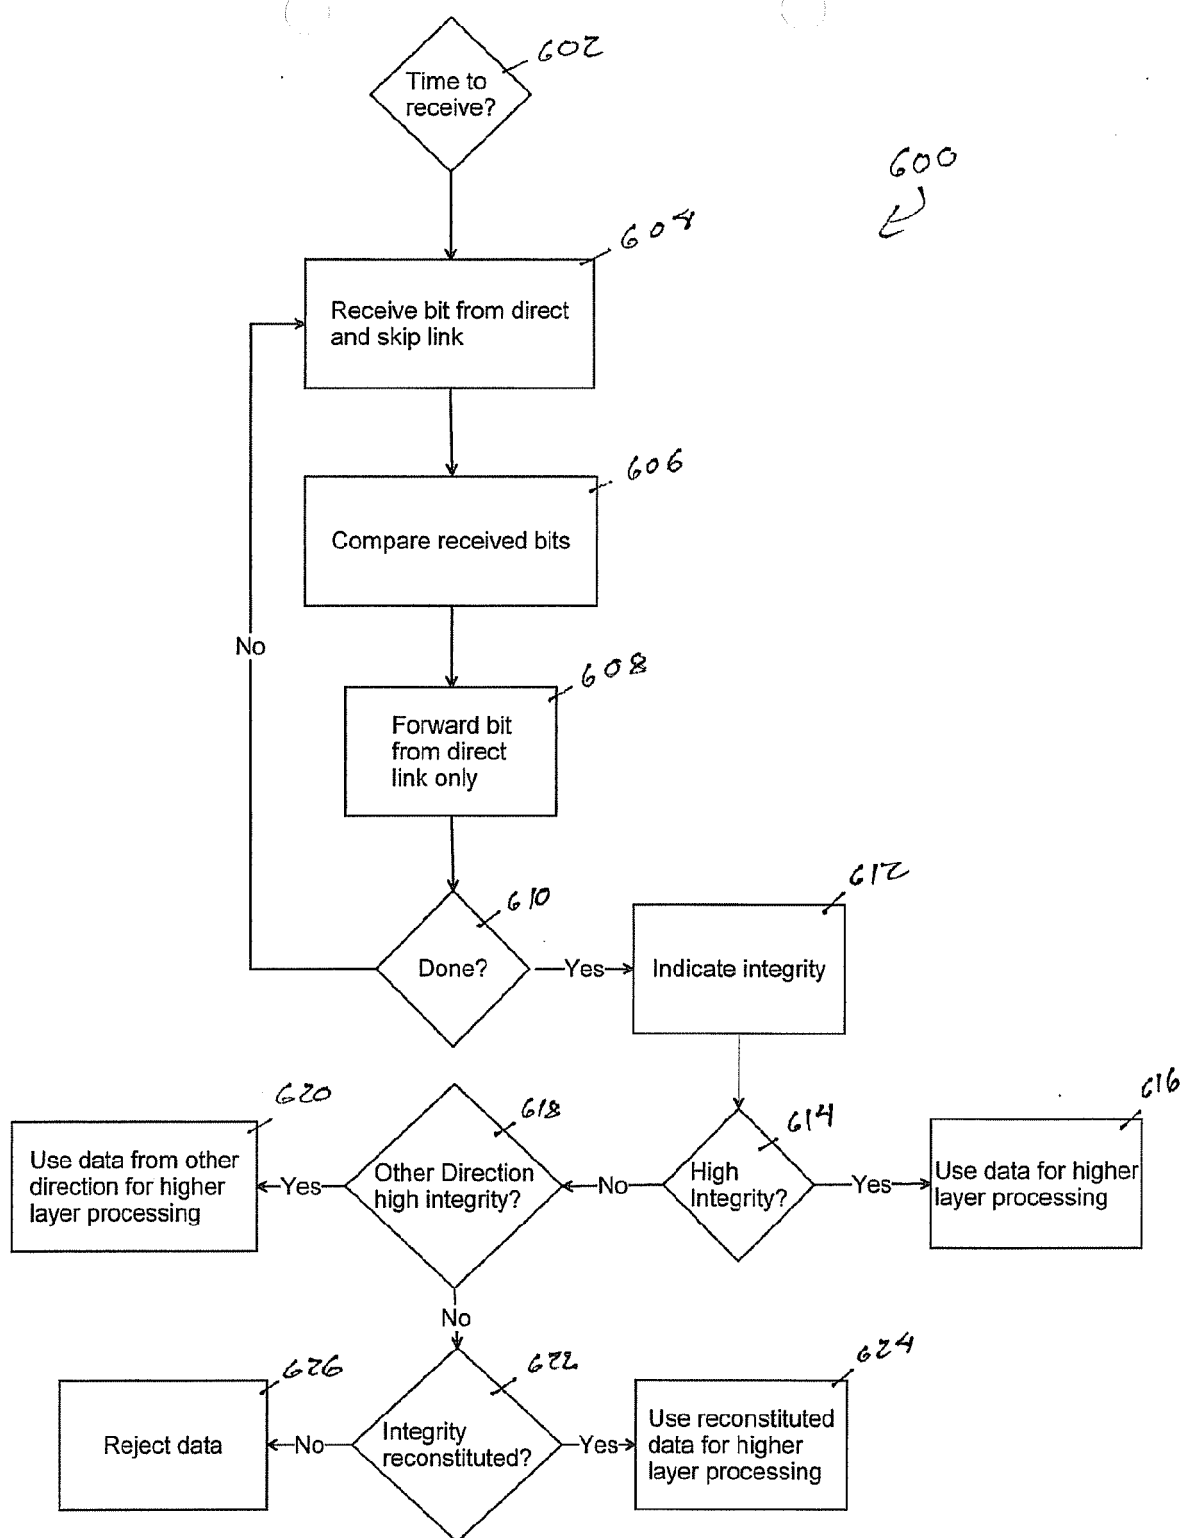 602
Time to
receive?
600
604
Receive bit from direct
and skip link
606
Compare received bits
No
608
Forward bit
from direct
link only
610
Done?
Yes
612
Indicate integrity
620
Use data from other
direction for higher
layer processing
Yes
618
Other Direction
high integrity?
No
614
High
Integrity?
Yes
616
Use data for higher
layer processing
No
626
Reject data
No
622
Integrity
reconstituted?
Yes
624
Use reconstituted
data for higher
layer processing